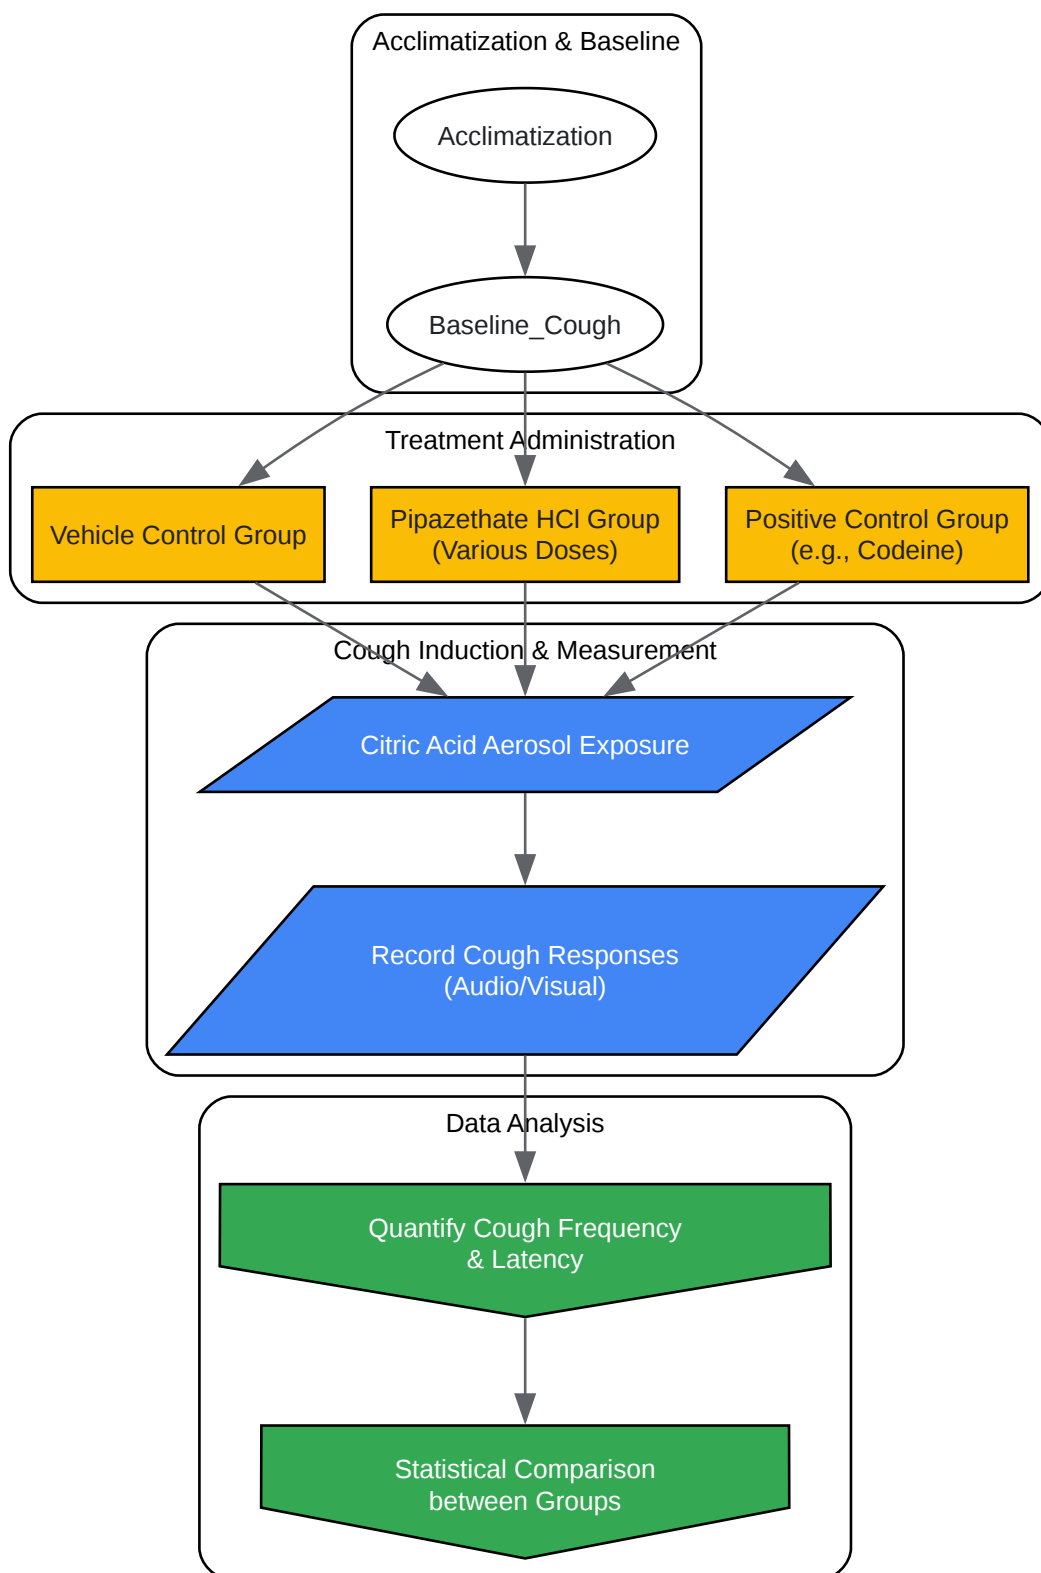 Acclimatization & Baseline
Acclimatization
Baseline_Cough
Treatment Administration
Vehicle Control Group
Pipazethate HCl Group
(Various Doses)
Positive Control Group
(e.g., Codeine)
Cough Induction & Measurement
Citric Acid Aerosol Exposure
Record Cough Responses
(Audio/Visual)
Data Analysis
Quantify Cough Frequency
& Latency
Statistical Comparison
between Groups